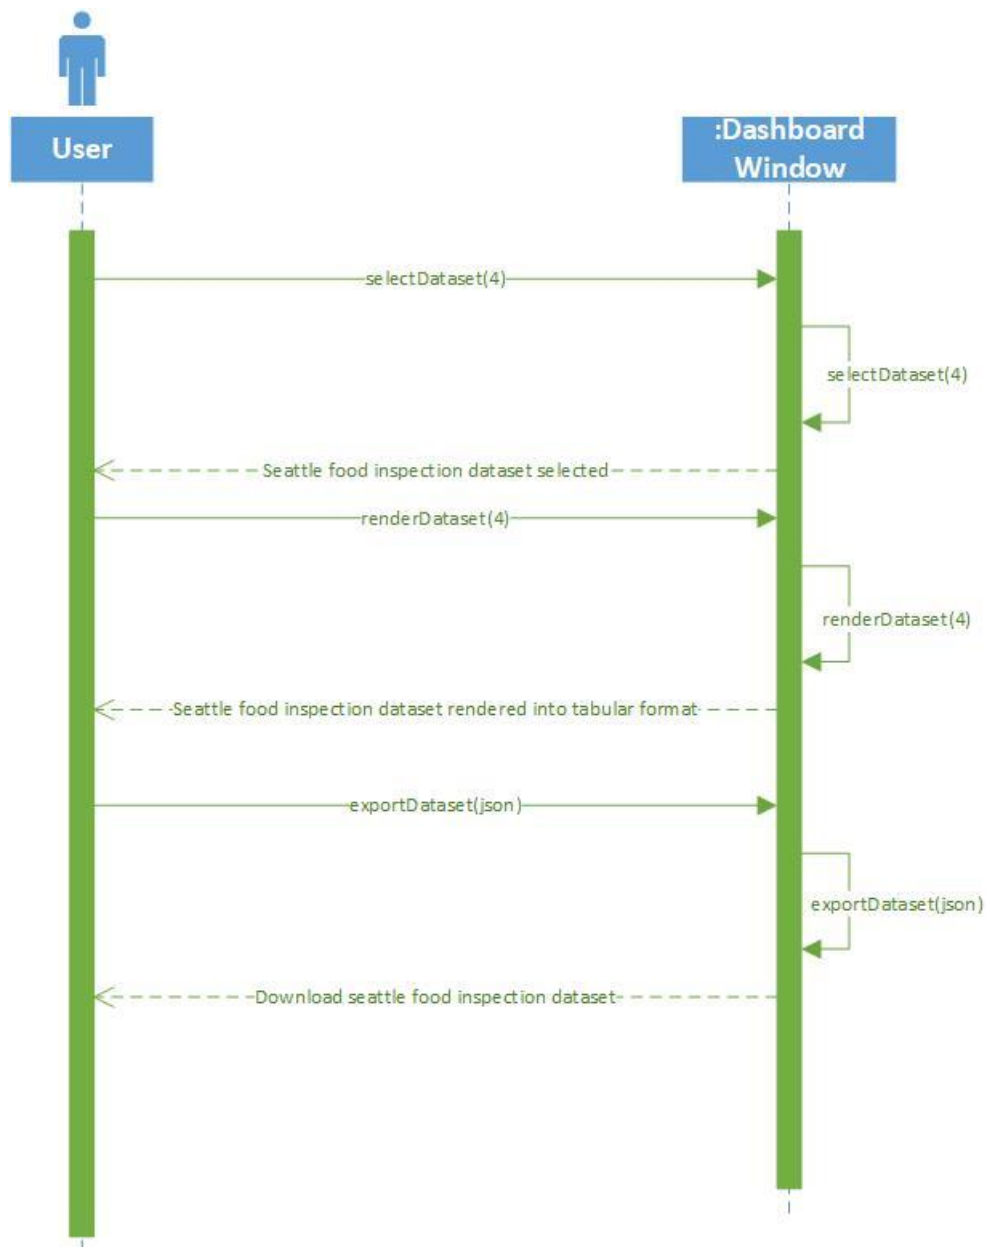 User
:Dashboard
Window
selectDataset(4)
selectDataset(4)
Seattle food inspection dataset selected
renderDataset(4)
renderDataset(4)
Seattle food inspection dataset rendered into tabular format
exportDataset(json)
exportDataset(json)
Download seattle food inspection dataset